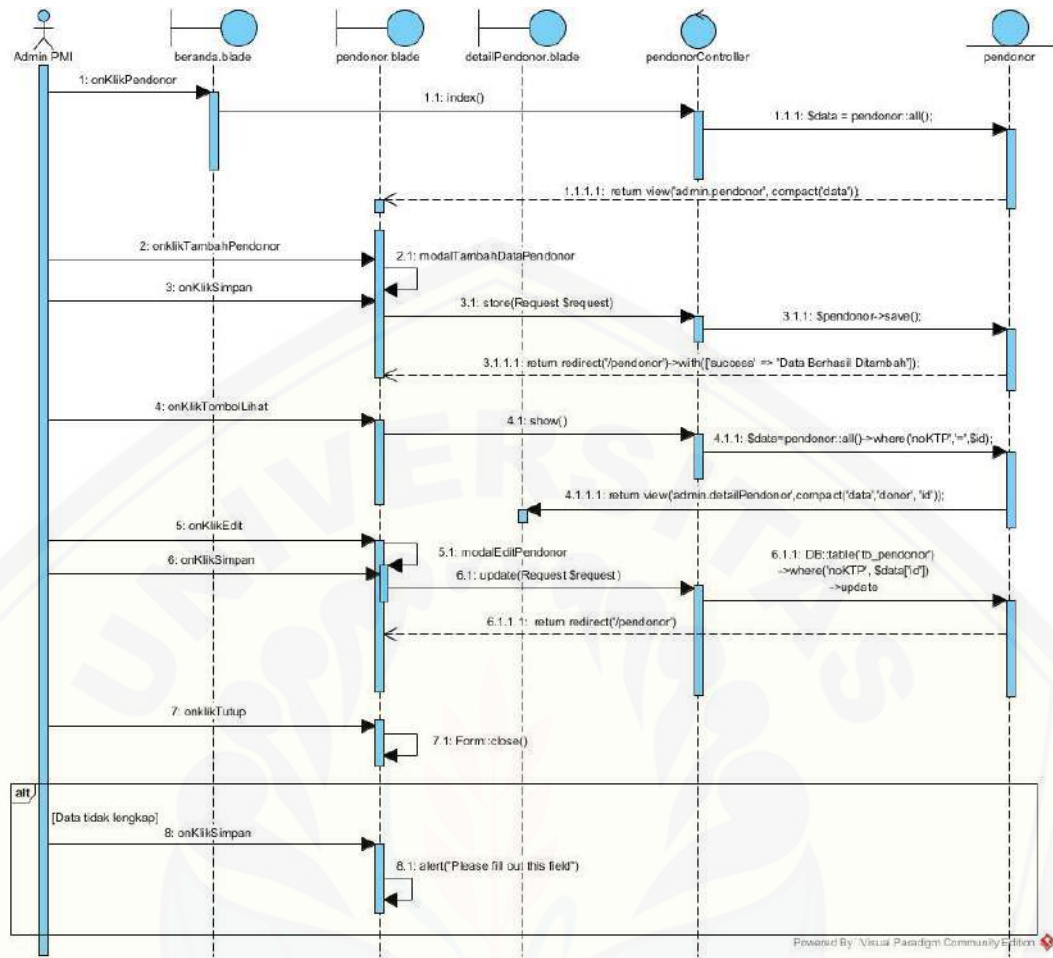 Admin PMI
beranda.blade
pendonor.blade
detailPendonor.blade
pendonorController
pendonor
1: onKlikPendonor
1.1: index()
1.1.1: $data = pendonor::all();
1.1.1.1: return view('admin.pendonor', compact('data'));
2: onklikTambahPendonor
2.1: modalTambahDataPendonor
3: onKlikSimpan
3.1: store(Request $request)
3.1.1: $pendonor->save();
3.1.1.1: return redirect('/pendonor')->with(['success' => 'Data Berhasil Ditambah']);
4: onKlikTombolLihat
4.1: show()
4.1.1: $data=pendonor::all()->where('noKTP','=',$id);
4.1.1.1: return view('admin.detailPendonor',compact('data','donor', 'id'));
5: onKlikEdit
5.1: modalEditPendonor
6: onKlikSimpan
6.1: update(Request $request)
6.1.1: DB::table('tb_pendonor')
->where('noKTP', $data['id'])
->update
6.1.1.1: return redirect('/pendonor')
7: onklikTutup
7.1: Form::close()
alt
[Data tidak lengkap]
8: onKlikSimpan
8.1: alert("Please fill out this field")
UNIVERSITAS
Powered By Visual Paradigm Community Edition